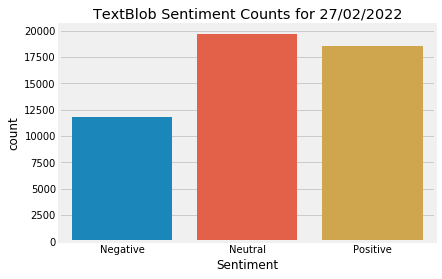 TextBlob Sentiment Counts for 27/02/2022
20000
17500
15000
12500
10000
7500
5000
2500
0
count
Negative
Neutral
Positive
Sentiment